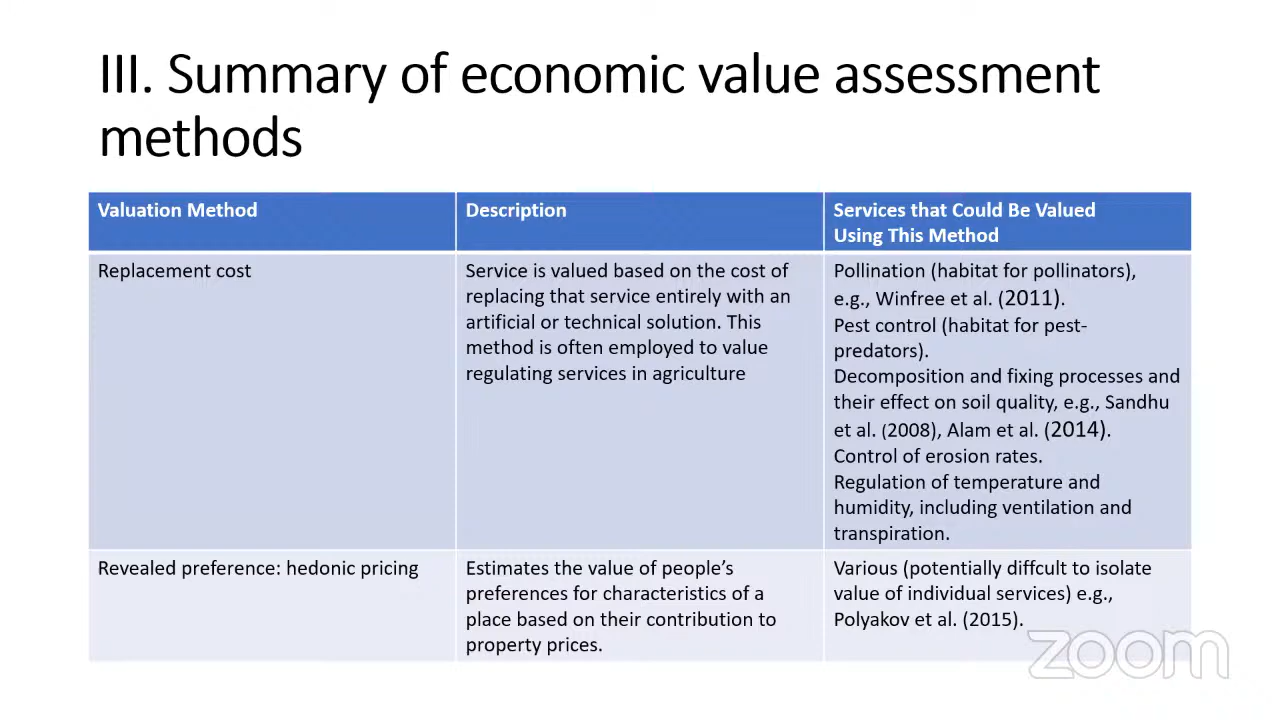 III. Summary of economic value assessment
methods
Valuation Method
Description
Services that Could Be Valued
Using This Method
Replacement cost
Service is valued based on the cost of
replacing that service entirely with an
artificial or technical solution. This
method is often employed to value
regulating services in agriculture
Pollination (habitat for pollinators),
e.g., Winfree et al. (2011).
Pest control (habitat for pest-
predators).
Decomposition and fixing processes and
their effect on soil quality, e.g., Sandhu
et al. (2008), Alam et al. (2014).
Control of erosion rates.
Regulation of temperature and
humidity, including ventilation and
transpiration.
Revealed preference: hedonic pricing
Estimates the value of people’s
preferences for characteristics of a
place based on their contribution to
property prices.
Various (potentially diffcult to isolate
value of individual services) e.g.,
Polyakov et al. (2015).
zoom